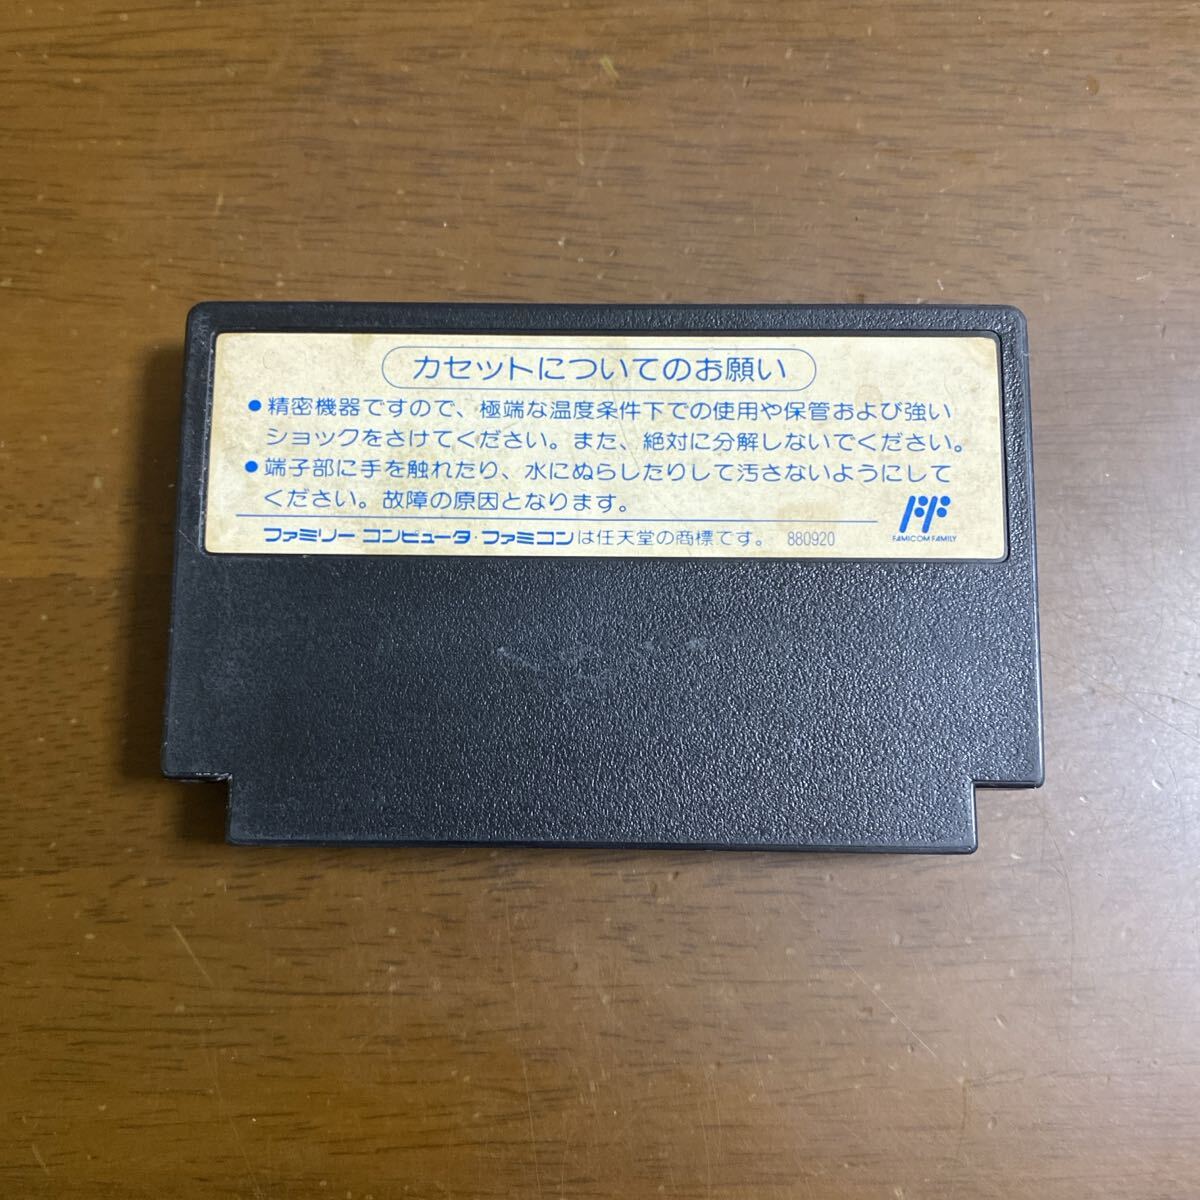 カセットについてのお願い
●精密機器ですので、極端な温度条件下での使用や保管および強い
ショックをさけてください。また、絶対に分解しないでください。
●端子部に手を触れたり、水にぬらしたりして汚さないようにして
ください。故障の原因となります。
ファミリーコンピュータ・ファミコンは任天堂の商標です。 880920
FAMICOM FAMILY